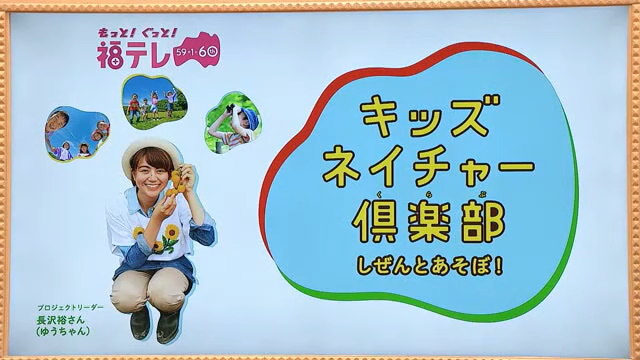 もっと！ ぐっと！
福テレ 59+1=60th
キッズ
ネイチャー
くらぶ
倶楽部
しぜんとあそぼ！
プロジェクトリーダー
長沢裕さん
（ゆうちゃん）